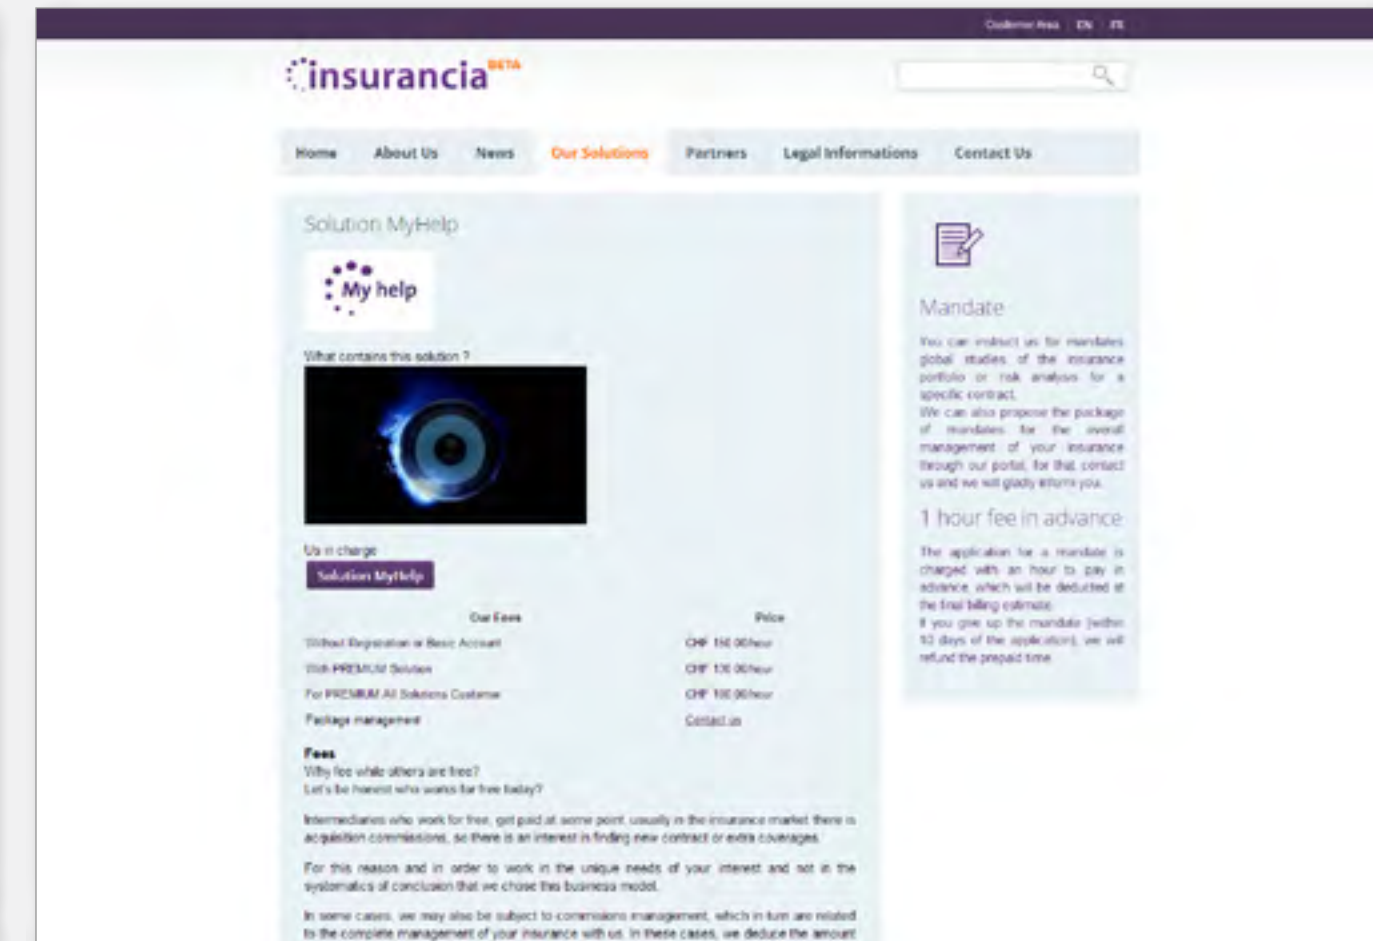 Customer Area EN FR
insurancia BETA
Home About Us News Our Solutions Partners Legal Informations Contact Us
Solution MyHelp
My help
What contains this solution ?
Us in charge
Solution MyHelp
Our Fees Price
Without Registration or Basic Account CHF 150.00/hour
With PREMIUM Solution CHF 130.00/hour
For PREMIUM All Solutions Customer CHF 100.00/hour
Package management Contact us
Fees
Why fee while others are free?
Let's be honest who works for free today?
Intermediaries who work for free, get paid at some point, usually in the insurance market there is
acquisition commissions, so there is an interest in finding new contract or extra coverages.
For this reason and in order to work in the unique needs of your interest and not in the
systematics of conclusion that we chose this business model.
In some cases, we may also be subject to commissions management, which in turn are related
to the complete management of your insurance with us. In these cases, we deduce the amount
Mandate
You can instruct us for mandates
global studies of the insurance
portfolio or risk analysis for a
specific contract.
We can also propose the package
of mandates for the overall
management of your insurance
through our portal, for that, contact
us and we will gladly inform you.
1 hour fee in advance
The application for a mandate is
charged with an hour to pay in
advance, which will be deducted at
the final billing estimate.
If you give up the mandate (within
10 days of the application), we will
refund the prepaid time.